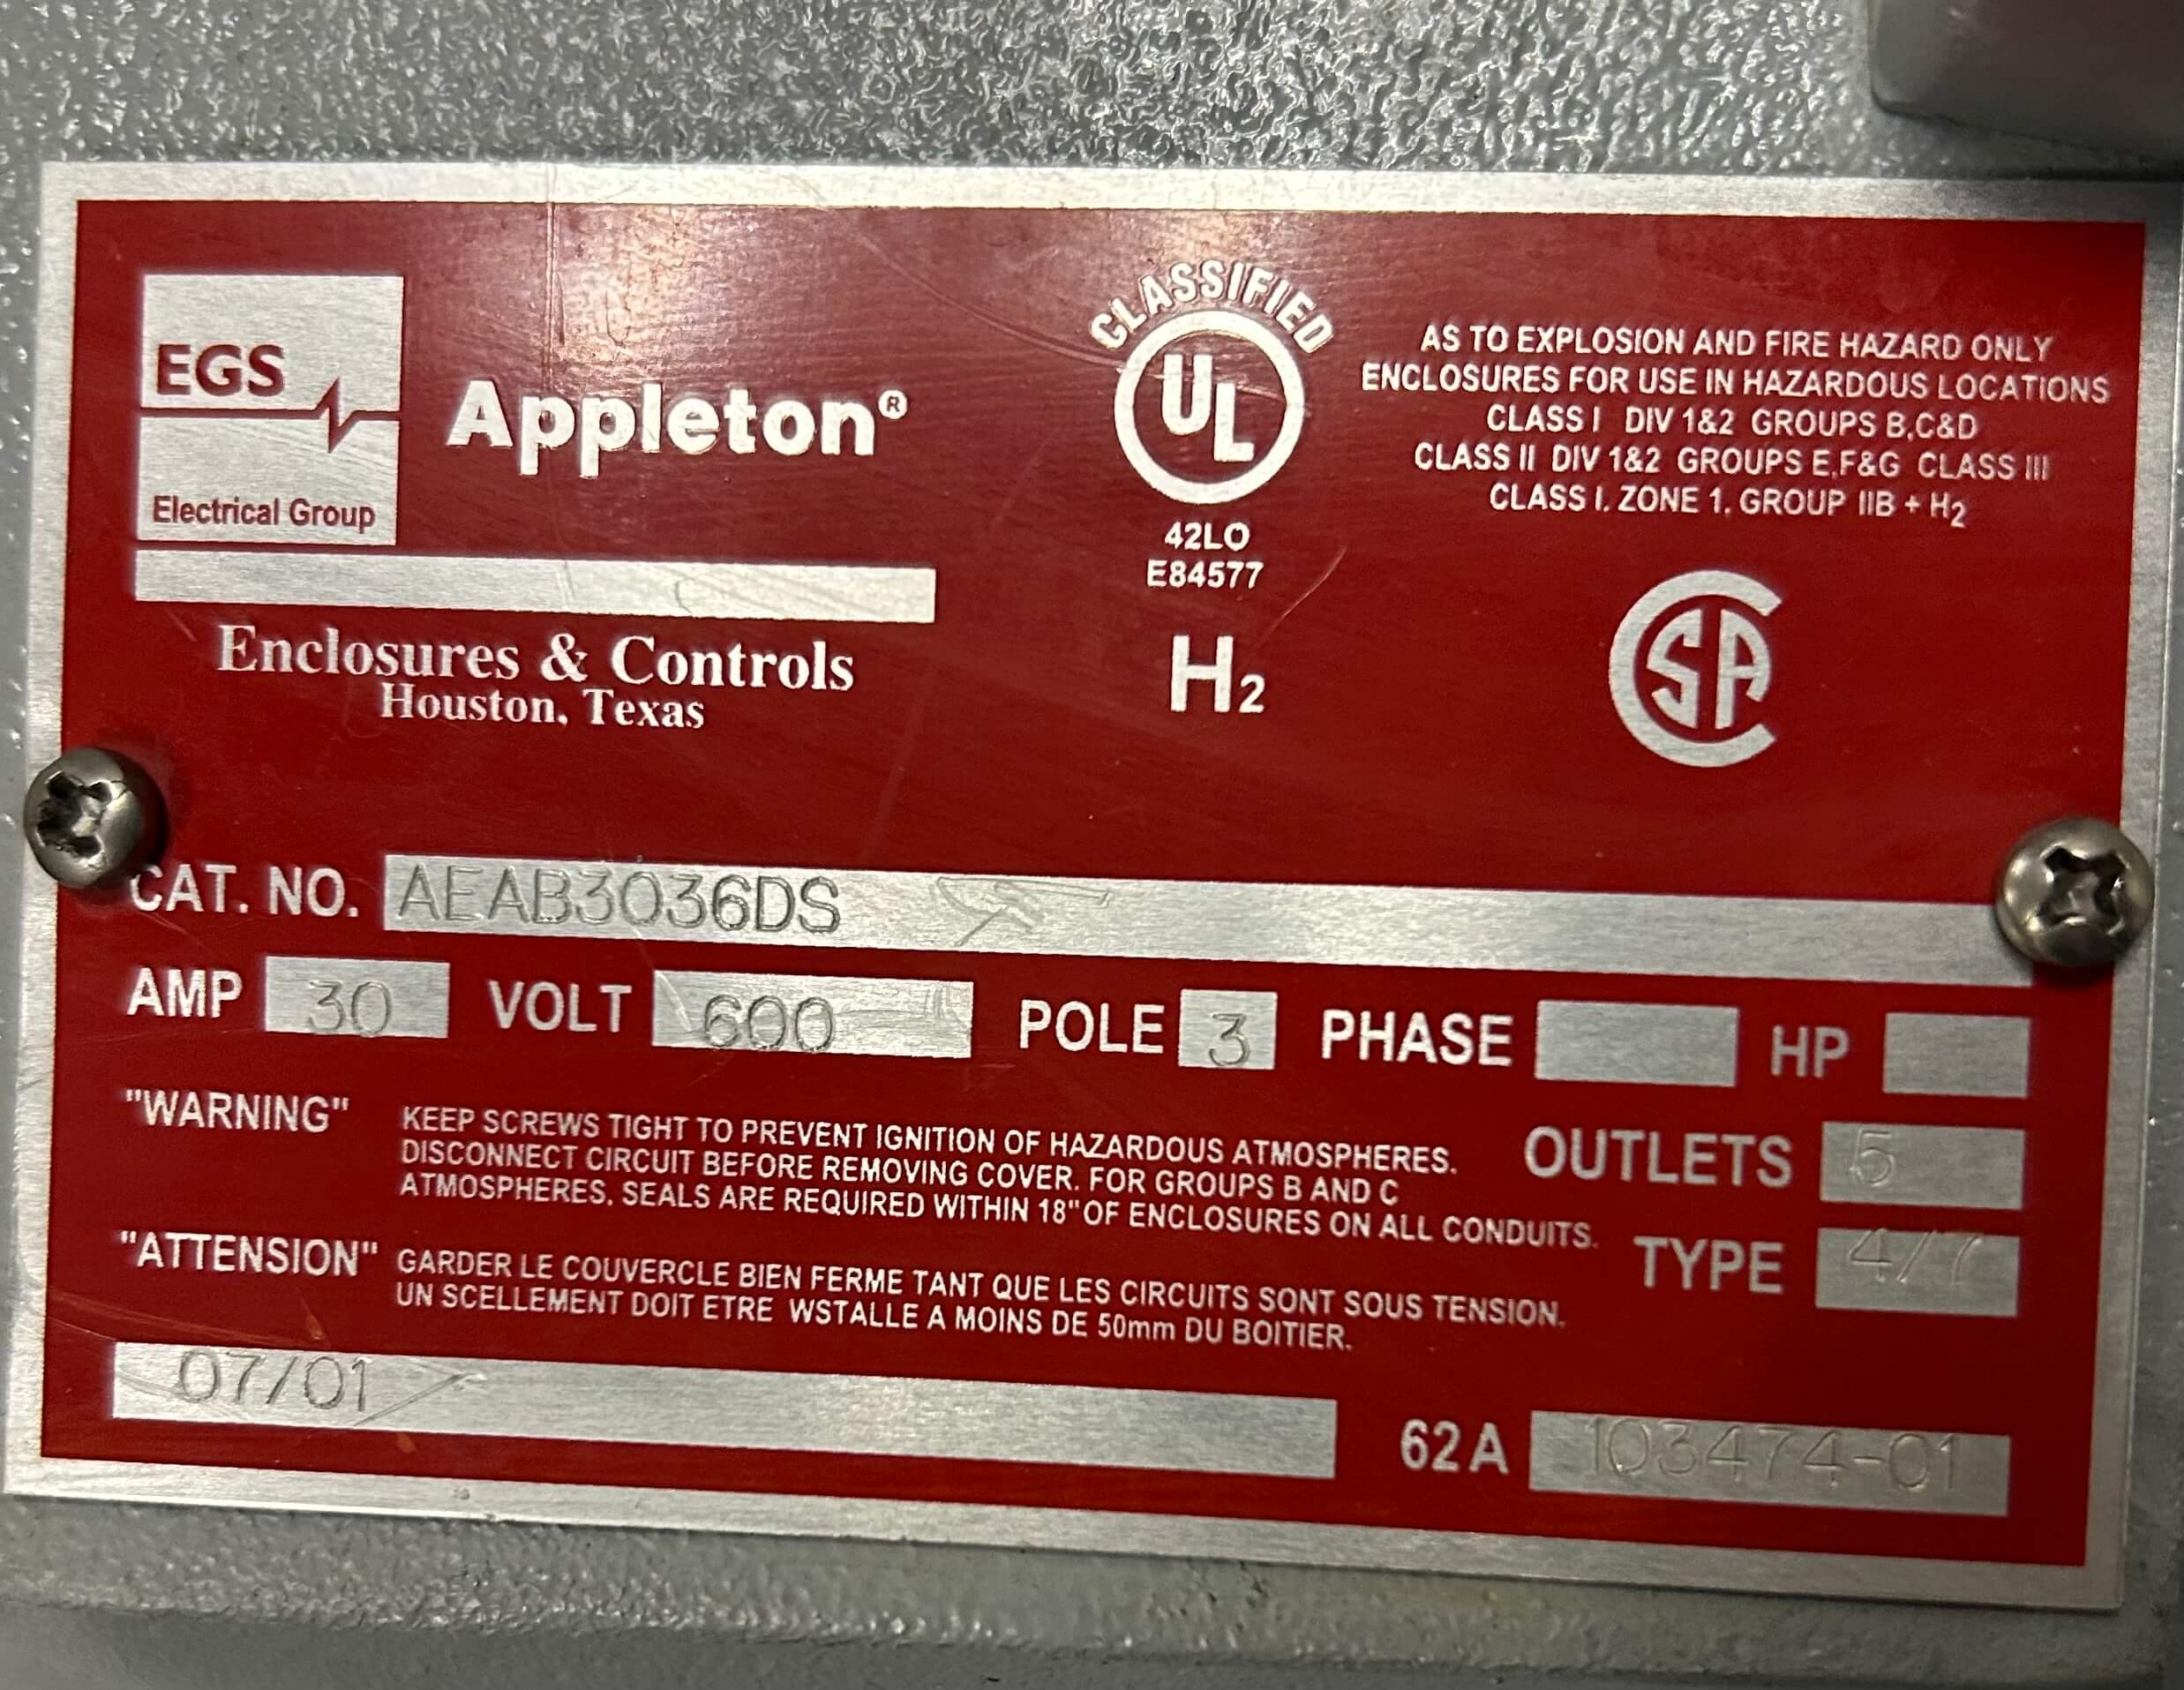 EGS
Electrical Group
Appleton®
Enclosures & Controls
Houston, Texas
CLASSIFIED
UL
42LO
E84577
H2
AS TO EXPLOSION AND FIRE HAZARD ONLY
ENCLOSURES FOR USE IN HAZARDOUS LOCATIONS
CLASS I DIV 1&2 GROUPS B,C&D
CLASS II DIV 1&2 GROUPS E,F&G CLASS III
CLASS I, ZONE 1, GROUP IIB + H2
CSA
CAT. NO. AEAB3036DS
AMP 30 VOLT 600 POLE 3 PHASE HP
"WARNING" KEEP SCREWS TIGHT TO PREVENT IGNITION OF HAZARDOUS ATMOSPHERES.
DISCONNECT CIRCUIT BEFORE REMOVING COVER. FOR GROUPS B AND C
ATMOSPHERES, SEALS ARE REQUIRED WITHIN 18" OF ENCLOSURES ON ALL CONDUITS.
OUTLETS 5
TYPE 4/7
"ATTENSION" GARDER LE COUVERCLE BIEN FERME TANT QUE LES CIRCUITS SONT SOUS TENSION.
UN SCELLEMENT DOIT ETRE WSTALLE A MOINS DE 50mm DU BOITIER.
07/01
62A 103474-01